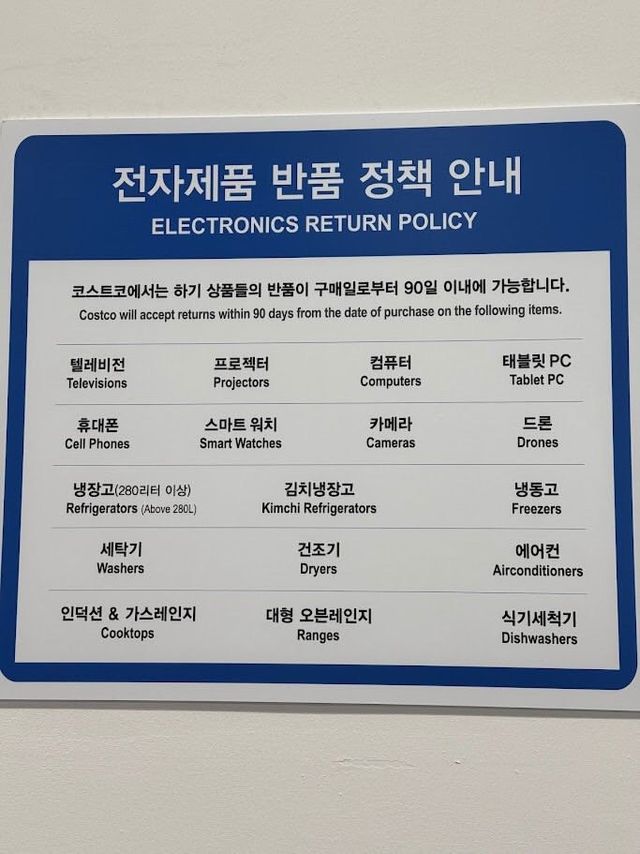 전자제품 반품 정책 안내
ELECTRONICS RETURN POLICY
코스트코에서는 하기 상품들의 반품이 구매일로부터 90일 이내에 가능합니다.
Costco will accept returns within 90 days from the date of purchase on the following items.
텔레비전 프로젝터 컴퓨터 태블릿 PC
Televisions Projectors Computers Tablet PC
휴대폰 스마트 워치 카메라 드론
Cell Phones Smart Watches Cameras Drones
냉장고(280리터 이상) 김치냉장고 냉동고
Refrigerators (Above 280L) Kimchi Refrigerators Freezers
세탁기 건조기 에어컨
Washers Dryers Airconditioners
인덕션 & 가스레인지 대형 오븐레인지 식기세척기
Cooktops Ranges Dishwashers